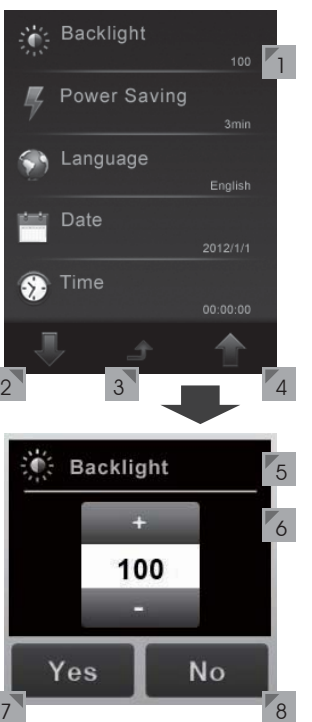 Backlight
100
1
Power Saving
3min
Language
English
Date
2012/1/1
Time
00:00:00
2
3
4
Backlight
5
+
6
100
-
Yes
No
7
8